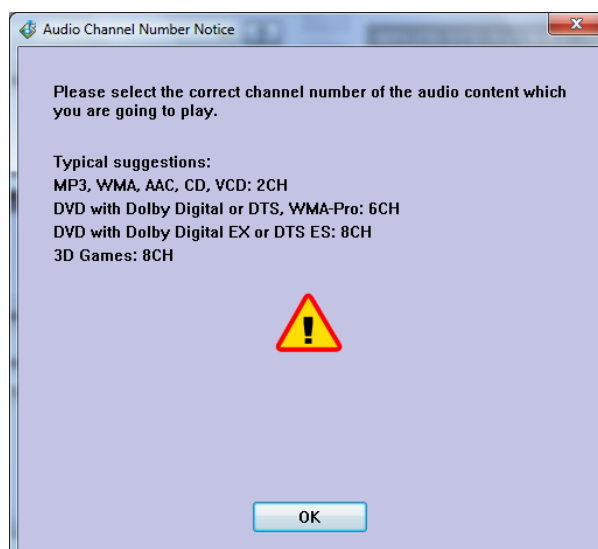 Audio Channel Number Notice
Please select the correct channel number of the audio content which
you are going to play.
Typical suggestions:
MP3, WMA, AAC, CD, VCD: 2CH
DVD with Dolby Digital or DTS, WMA-Pro: 6CH
DVD with Dolby Digital EX or DTS ES: 8CH
3D Games: 8CH
OK